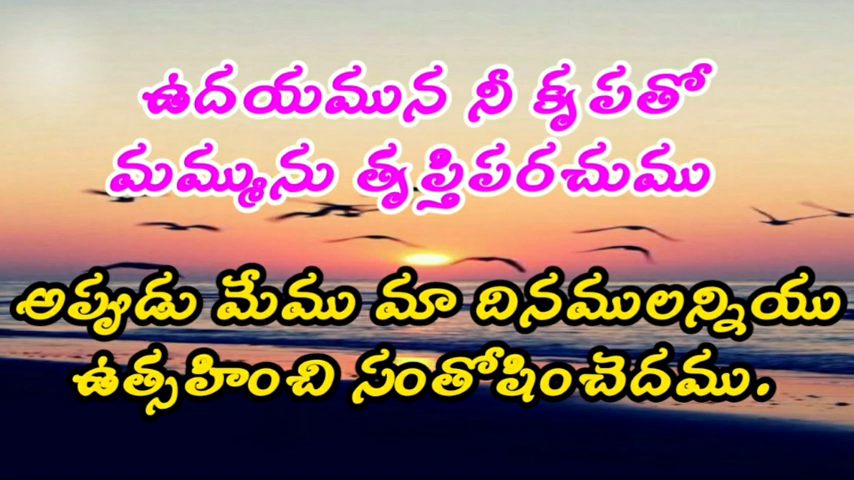 ఉదయమున నీ కృపతో
మమ్మును తృప్తిపరచుము
అప్పుడు మేము మా దినములన్నియు
ఉత్సహించి సంతోషించెదము.